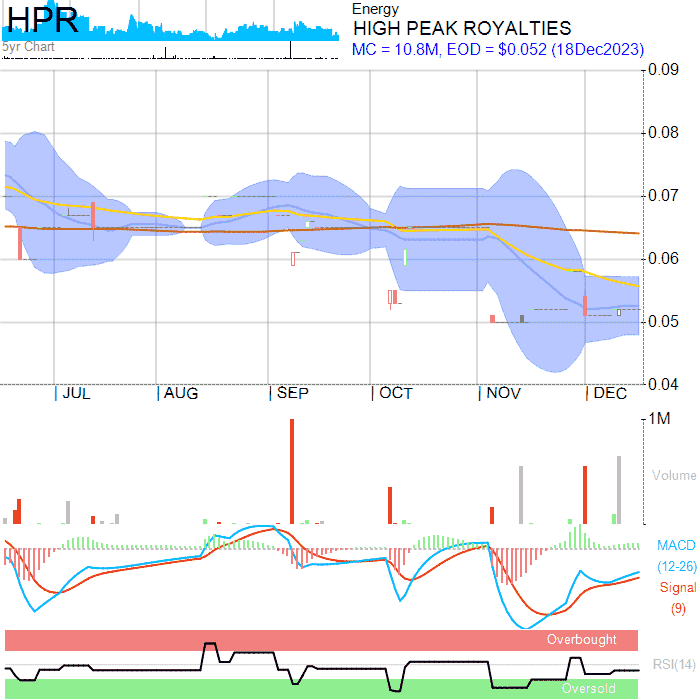 HPR
5yr Chart
Energy
HIGH PEAK ROYALTIES
MC = 10.8M, EOD = $0.052 (18Dec2023)
0.09
0.08
0.07
0.06
0.05
0.04
JUL AUG SEP OCT NOV DEC
1M
Volume
MACD
(12-26)
Signal
(9)
Overbought
RSI(14)
Oversold